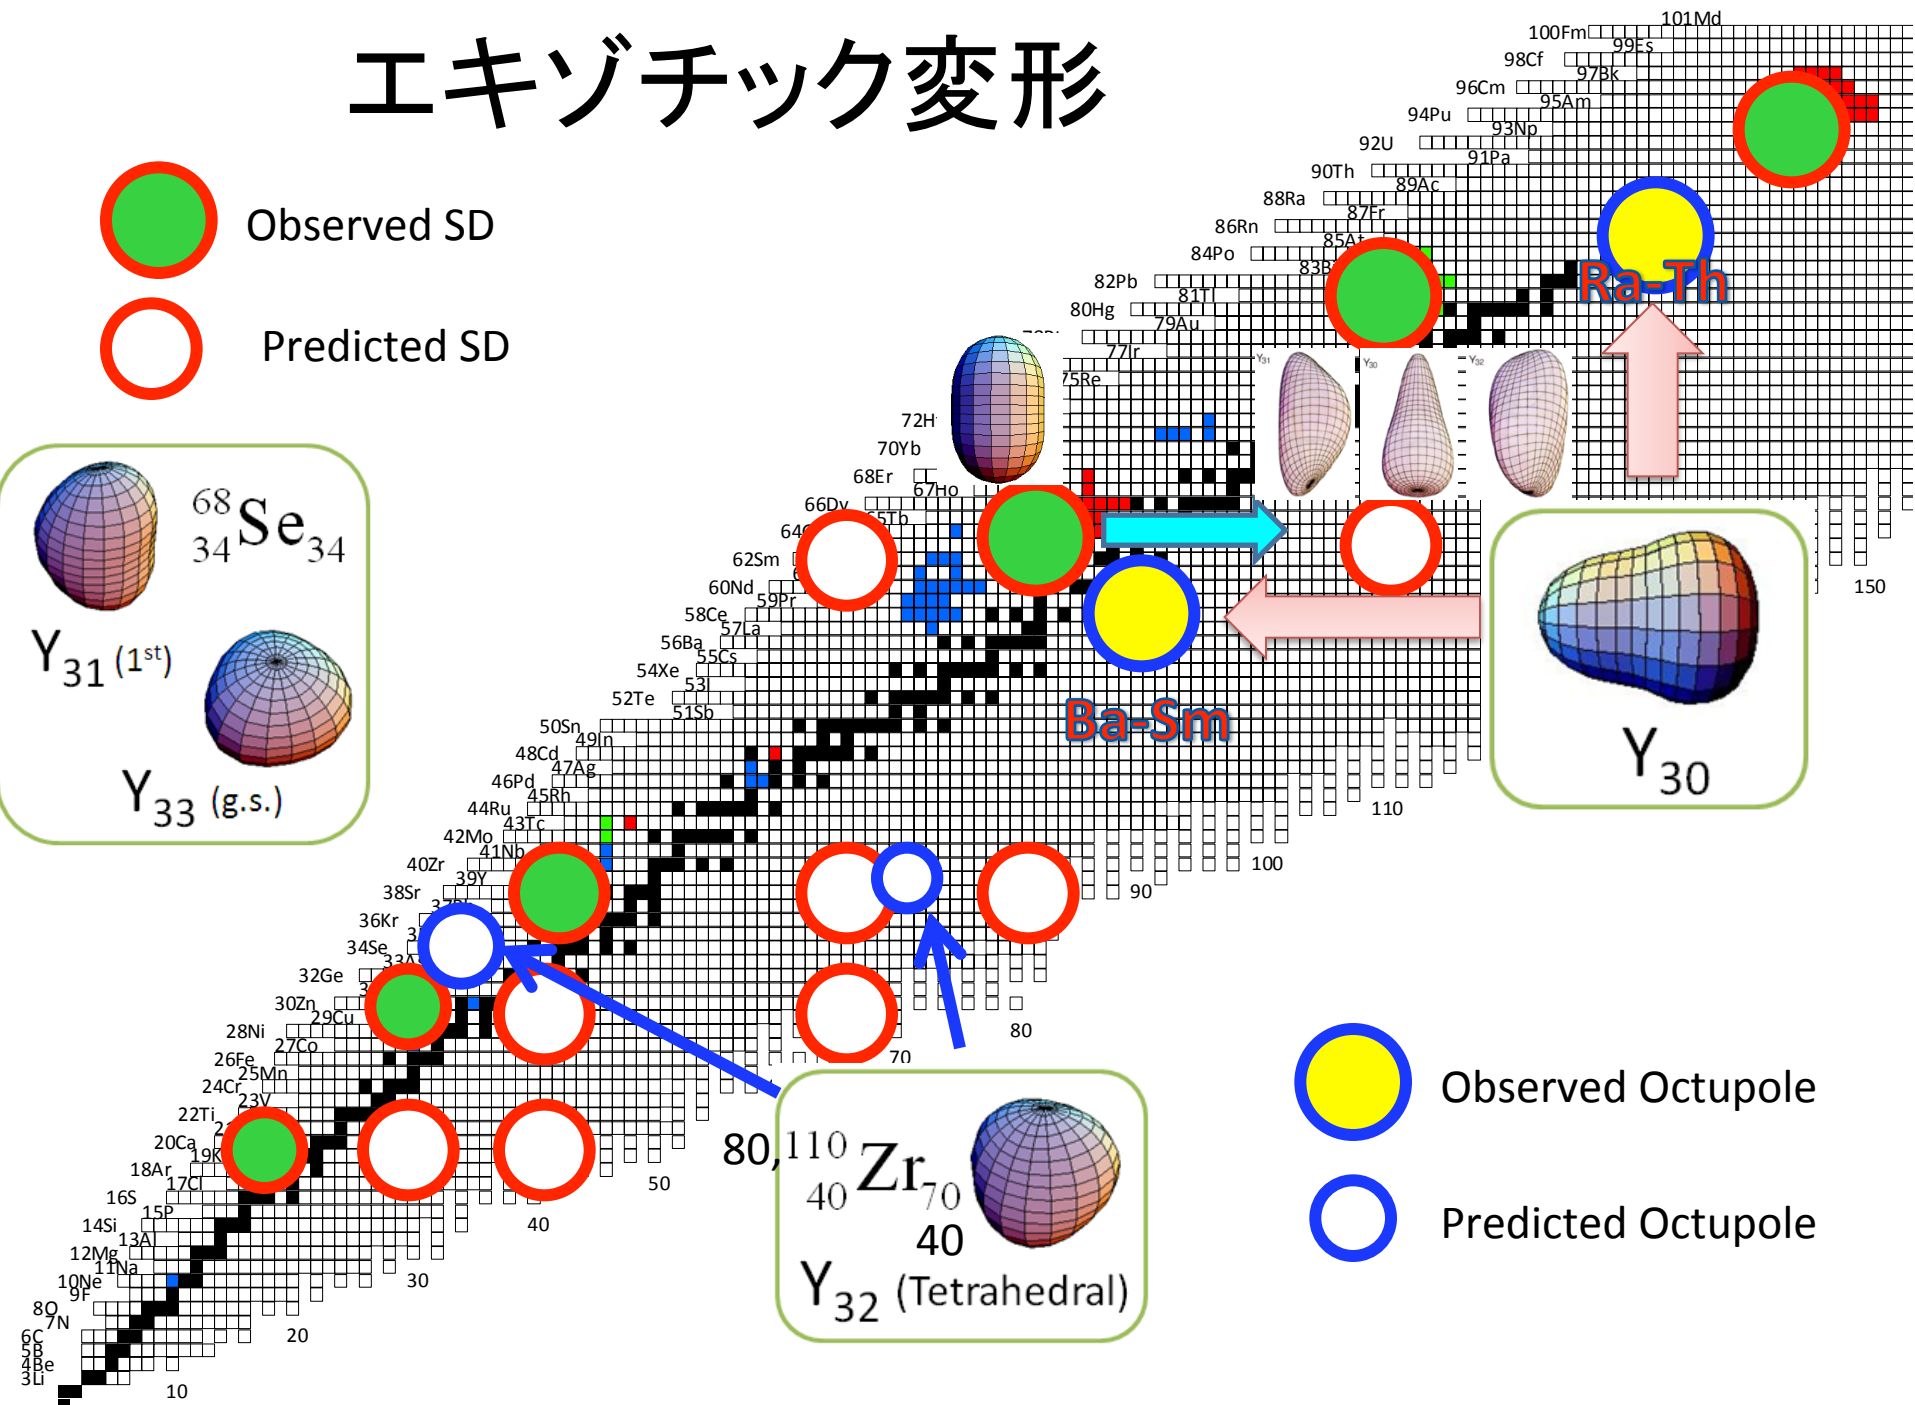 エキゾチック変形
Observed SD
Predicted SD
68
34 Se 34
Y31 (1st)
Y33 (g.s.)
101Md
100Fm
99Es
98Cf
97Bk
96Cm
95Am
94Pu
93Np
92U
91Pa
90Th
89Ac
88Ra
87Fr
86Rn
85At
84Po
82Pb
81Tl
80Hg
79Au
77Ir
75Re
70Yb
68Er
67Ho
66Dy
62Sm
60Nd
59Pr
58Ce
57La
56Ba
55Cs
54Xe
53I
52Te
51Sb
50Sn
49In
48Cd
47Ag
46Pd
45Rh
44Ru
43Tc
42Mo
41Nb
40Zr
39Y
38Sr
36Kr
34Se
32Ge
30Zn
29Cu
28Ni
27Co
26Fe
25Mn
24Cr
23V
22Ti
20Ca
19K
18Ar
17Cl
16S
15P
14Si
13Al
12Mg
11Na
10Ne
9F
8O
7N
6C
5B
4Be
3Li
10
20
30
40
50
70
80
90
100
110
150
Ra-Th
Y31
Y30
Y32
Ba-Sm
Y30
80,110
40 Zr 70
40
Y32 (Tetrahedral)
Observed Octupole
Predicted Octupole